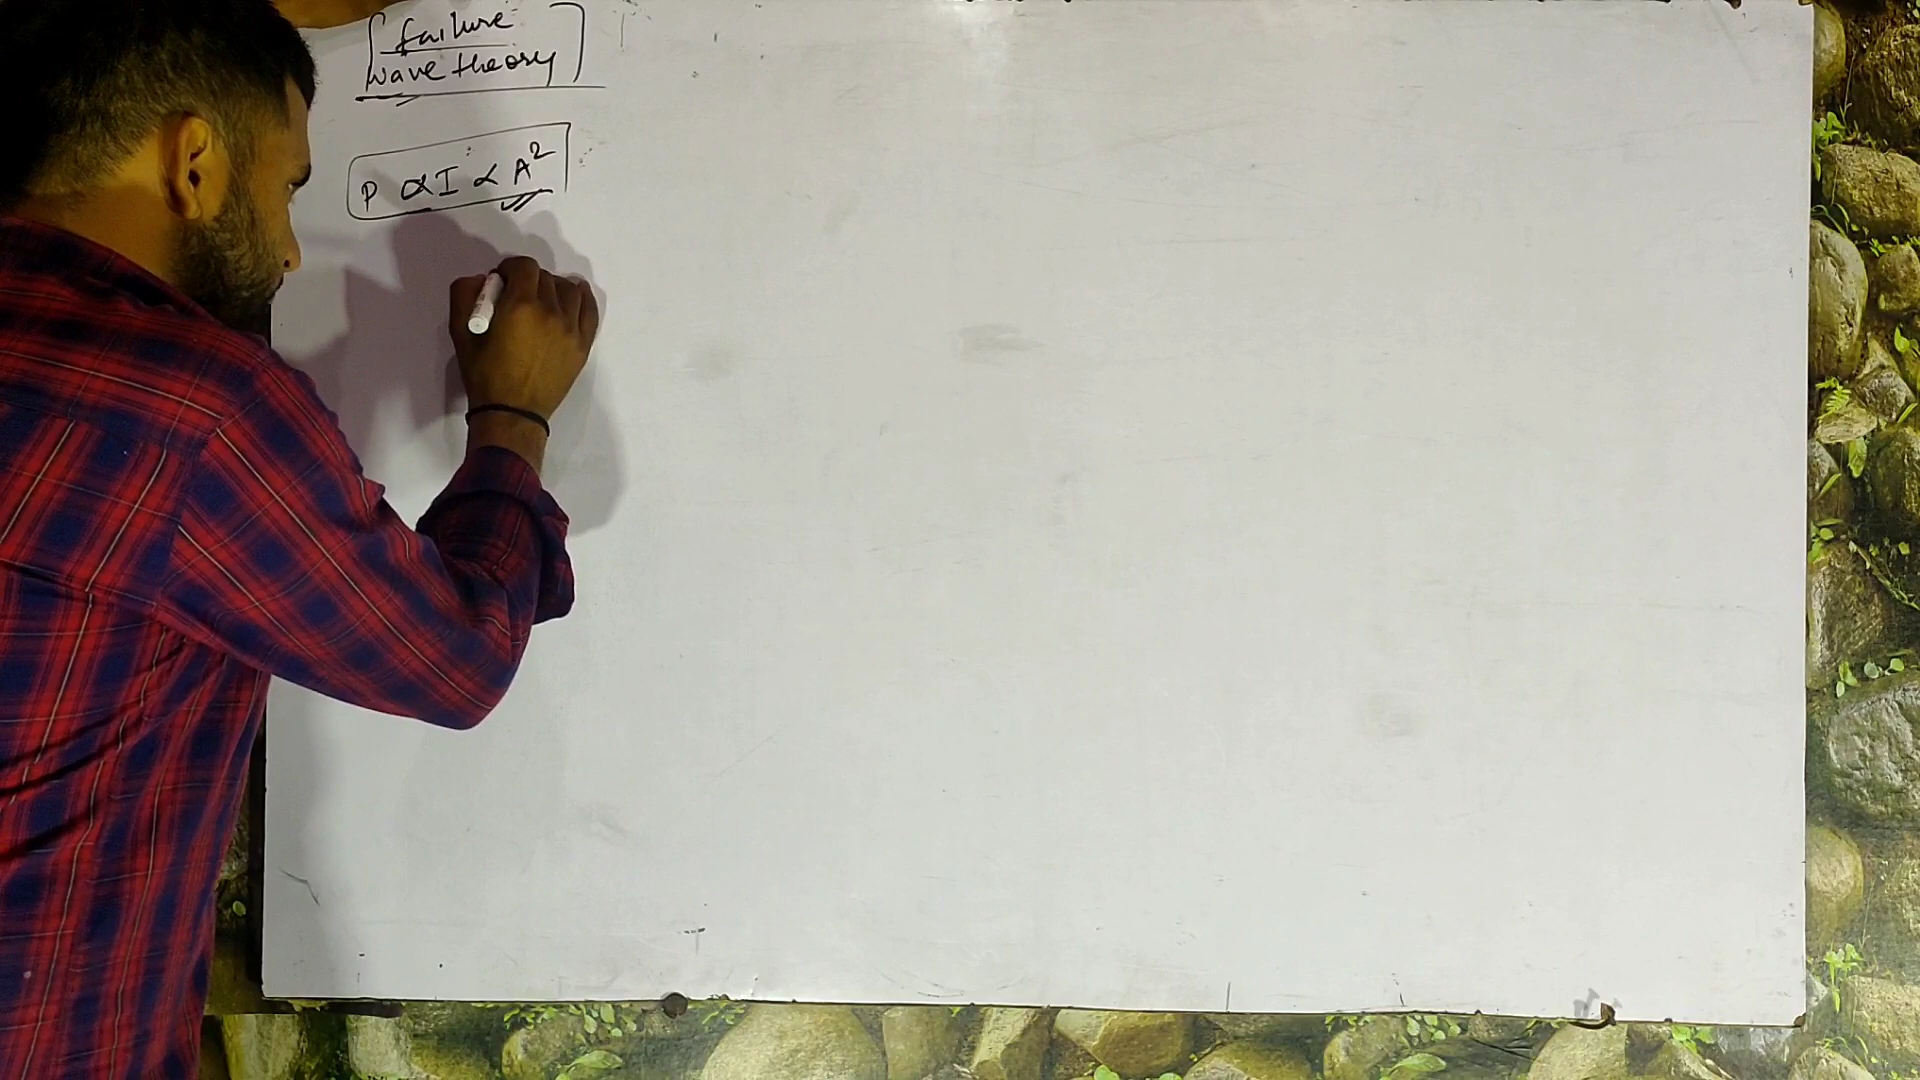 failure
wave theory
P ∝ I ∝ A²